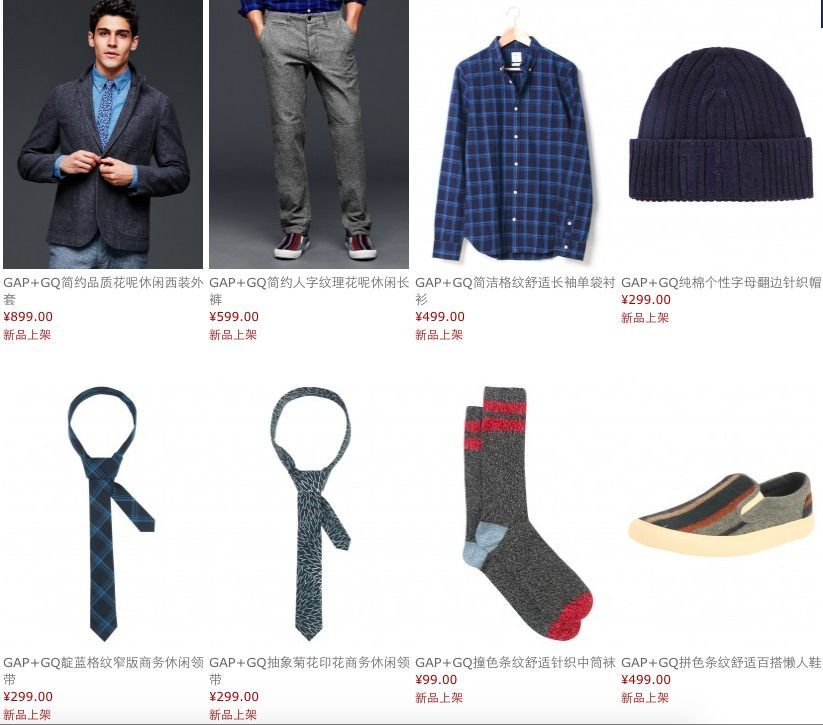 GAP+GQ简约品质花呢休闲西装外
套
¥899.00
新品上架
GAP+GQ简约人字纹理花呢休闲长
裤
¥599.00
新品上架
GAP+GQ简洁格纹舒适长袖单袋衬
衫
¥499.00
新品上架
GAP+GQ纯棉个性字母翻边针织帽
¥299.00
新品上架
GAP+GQ靛蓝格纹窄版商务休闲领
带
¥299.00
新品上架
GAP+GQ抽象菊花印花商务休闲领
带
¥299.00
新品上架
GAP+GQ撞色条纹舒适针织中筒袜
¥99.00
新品上架
GAP+GQ拼色条纹舒适百搭懒人鞋
¥499.00
新品上架